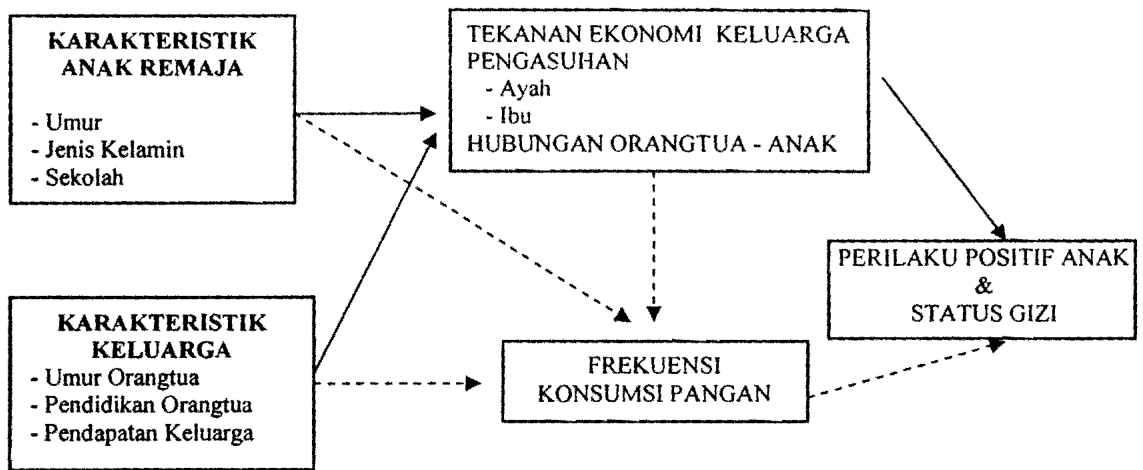 KARAKTERISTIK
ANAK REMAJA
- Umur
- Jenis Kelamin
- Sekolah
TEKANAN EKONOMI KELUARGA
PENGASUHAN
- Ayah
- Ibu
HUBUNGAN ORANGTUA - ANAK
PERILAKU POSITIF ANAK
&
STATUS GIZI
KARAKTERISTIK
KELUARGA
- Umur Orangtua
- Pendidikan Orangtua
- Pendapatan Keluarga
FREKUENSI
KONSUMSI PANGAN